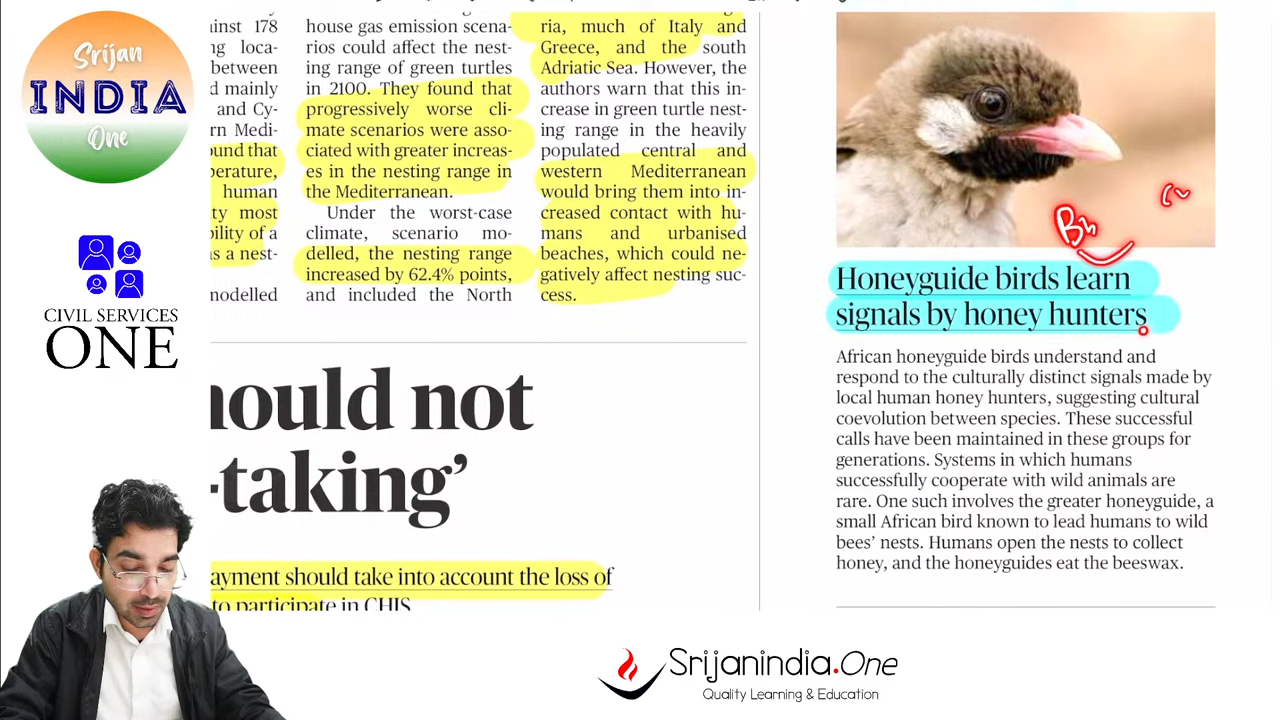 Srijan
INDIA
One
CIVIL SERVICES
ONE
ainst 178
ng loca-
between
d mainly
and Cy-
rn Medi-
ound that
perature,
human
ty most
bility of a
as a nest-
modelled
house gas emission scena-
rios could affect the nest-
ing range of green turtles
in 2100. They found that
progressively worse cli-
mate scenarios were asso-
ciated with greater increas-
es in the nesting range in
the Mediterranean.
Under the worst-case
climate, scenario mo-
delled, the nesting range
increased by 62.4% points,
and included the North
ria, much of Italy and
Greece, and the south
Adriatic Sea. However, the
authors warn that this in-
crease in green turtle nest-
ing range in the heavily
populated central and
western Mediterranean
would bring them into in-
creased contact with hu-
mans and urbanised
beaches, which could ne-
gatively affect nesting suc-
cess.
hould not
-taking’
ayment should take into account the loss of
to participate in CHIS
Honeyguide birds learn
signals by honey hunters
African honeyguide birds understand and
respond to the culturally distinct signals made by
local human honey hunters, suggesting cultural
coevolution between species. These successful
calls have been maintained in these groups for
generations. Systems in which humans
successfully cooperate with wild animals are
rare. One such involves the greater honeyguide, a
small African bird known to lead humans to wild
bees’ nests. Humans open the nests to collect
honey, and the honeyguides eat the beeswax.
Srijanindia.One
Quality Learning & Education